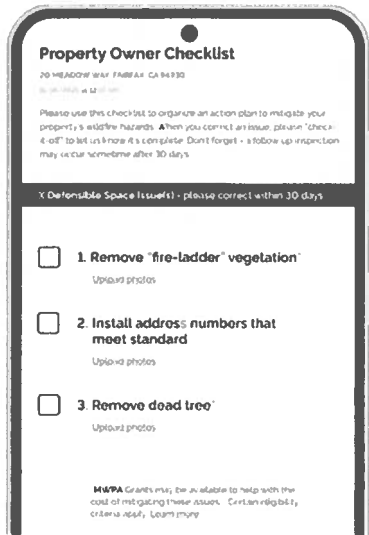 Property Owner Checklist
20 MEADOW WAY FAIRFAX CA 94930
Please use this checklist to organize an action plan to mitigate your
property's wildfire hazards. When you correct an issue, please "check-
it-off" to let us know it's complete. Don't forget - a follow up inspection
may occur sometime after 30 days
X Defensible Space Issue(s) - please correct within 30 days
1. Remove "fire-ladder" vegetation*
Upload photos
2. Install address numbers that
meet standard
Upload photos
3. Remove dead tree*
Upload photos
MWPA Grants may be available to help with the
cost of mitigating these issues. Certain eligibility
criteria apply. Learn more